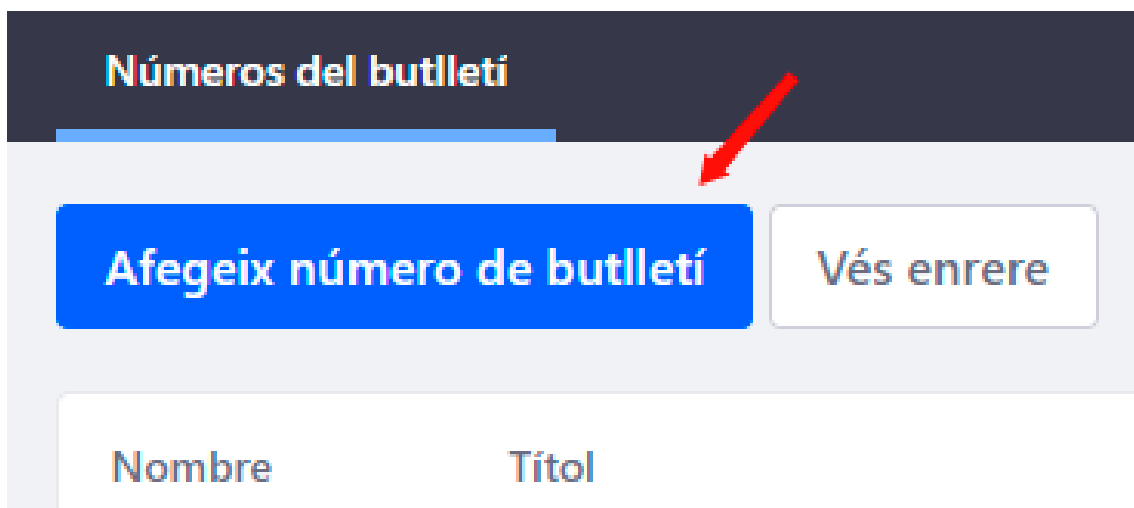 Números del butlletí
Afegeix número de butlletí Vés enrere
Nombre Títol